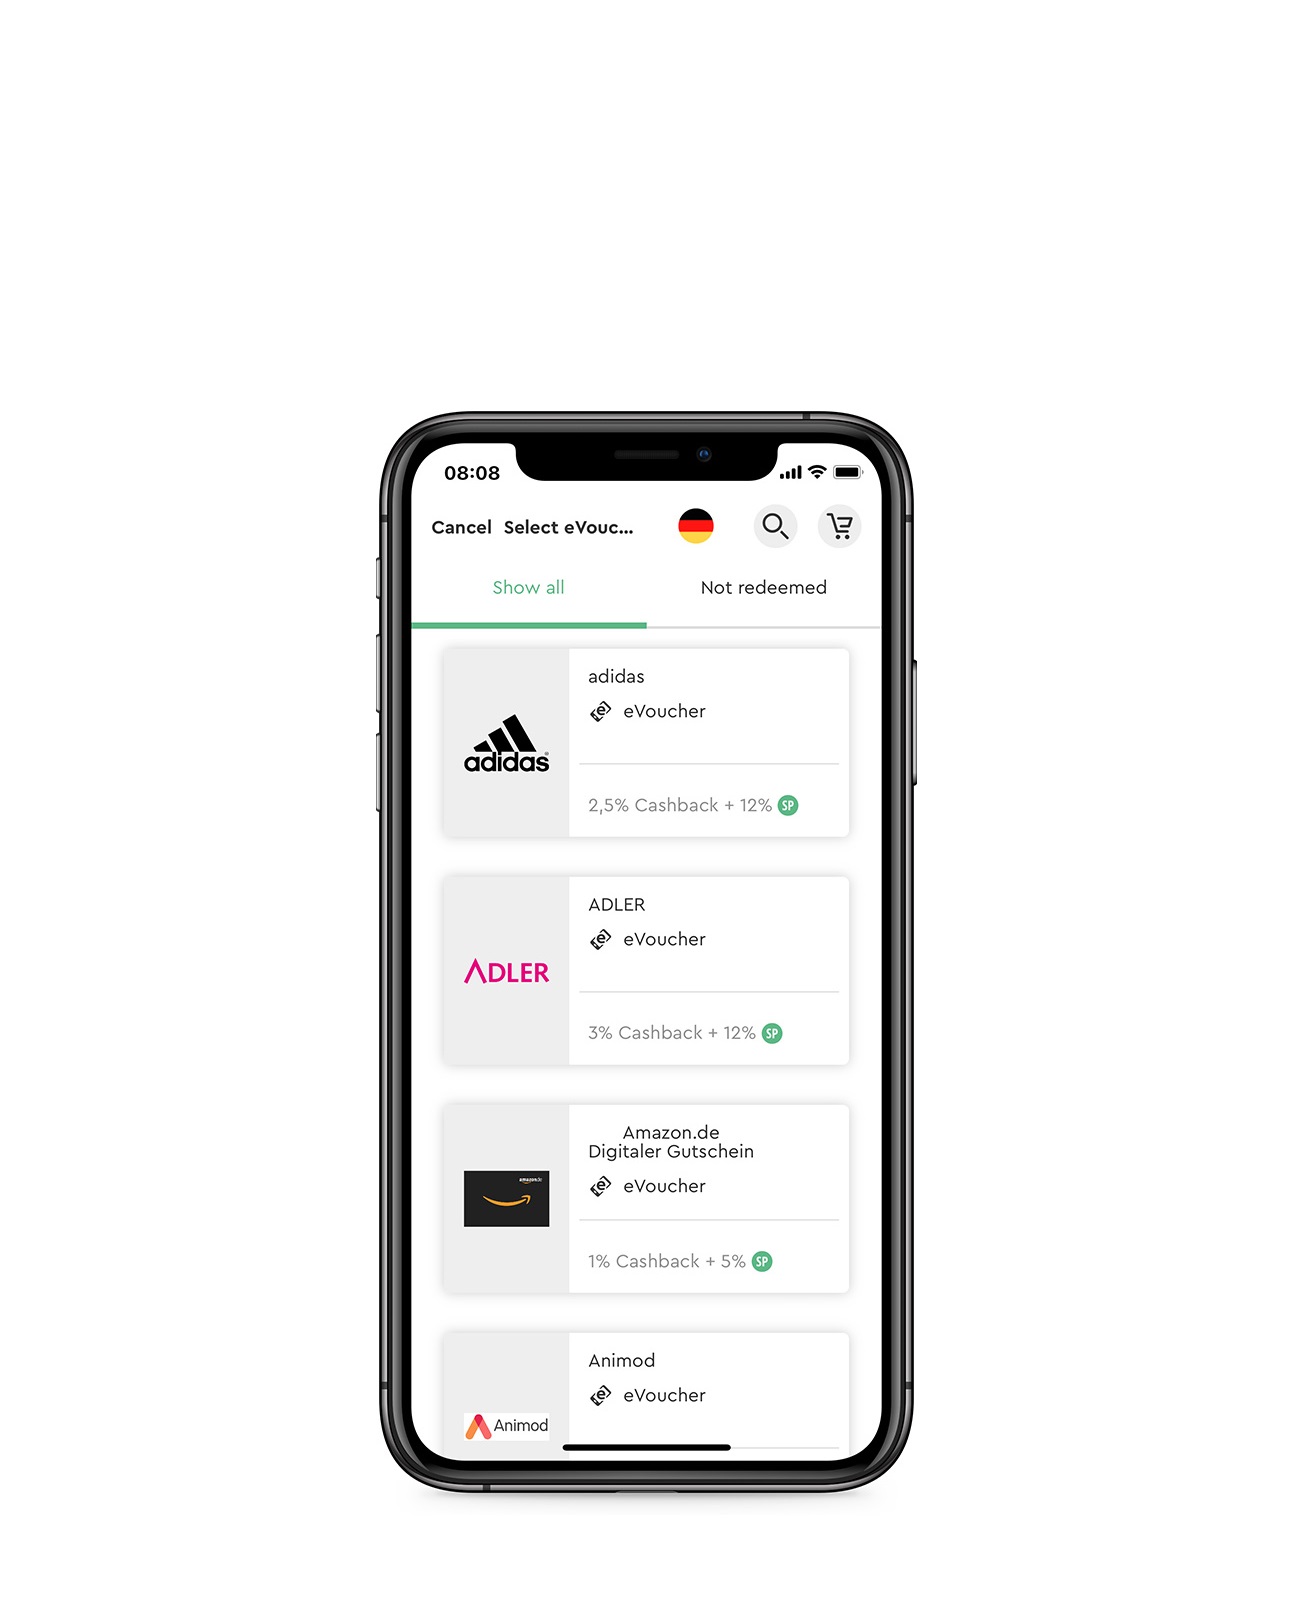 08:08
Cancel Select eVouc...
Show all
Not redeemed
adidas
eVoucher
adidas
2,5% Cashback + 12% SP
ADLER
eVoucher
ADLER
3% Cashback + 12% SP
Amazon.de
Digitaler Gutschein
eVoucher
amazon.de
1% Cashback + 5% SP
Animod
eVoucher
Animod